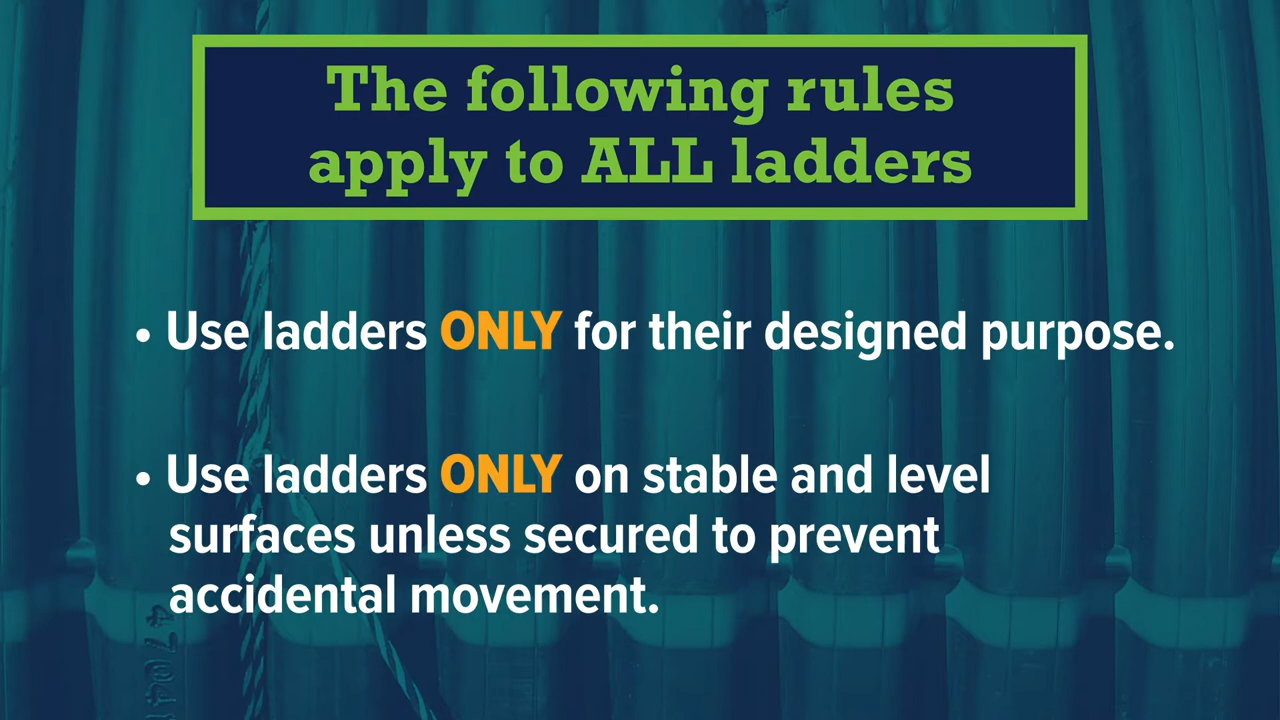 The following rules
apply to ALL ladders
• Use ladders ONLY for their designed purpose.
• Use ladders ONLY on stable and level
surfaces unless secured to prevent
accidental movement.